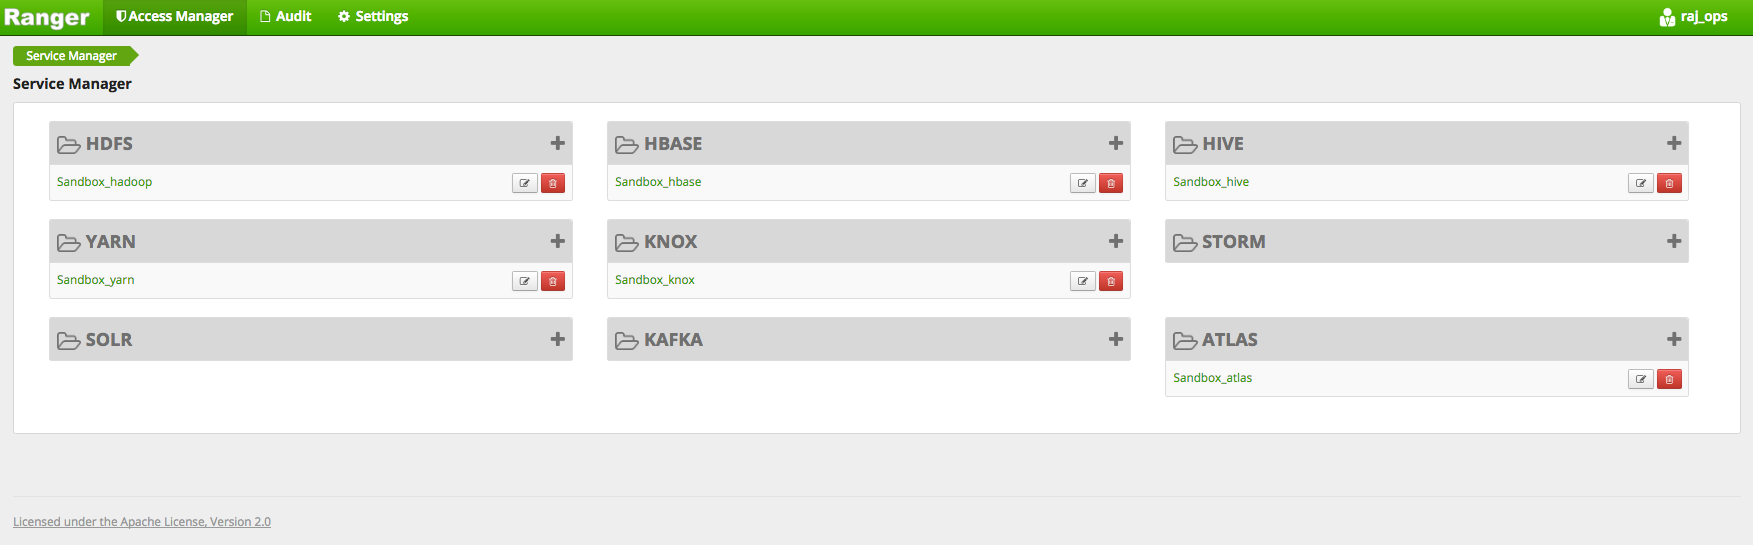 Ranger Access Manager Audit Settings raj_ops
Service Manager
Service Manager
HDFS HBASE HIVE
Sandbox_hadoop Sandbox_hbase Sandbox_hive
YARN KNOX STORM
Sandbox_yarn Sandbox_knox
SOLR KAFKA ATLAS
Sandbox_atlas
Licensed under the Apache License, Version 2.0